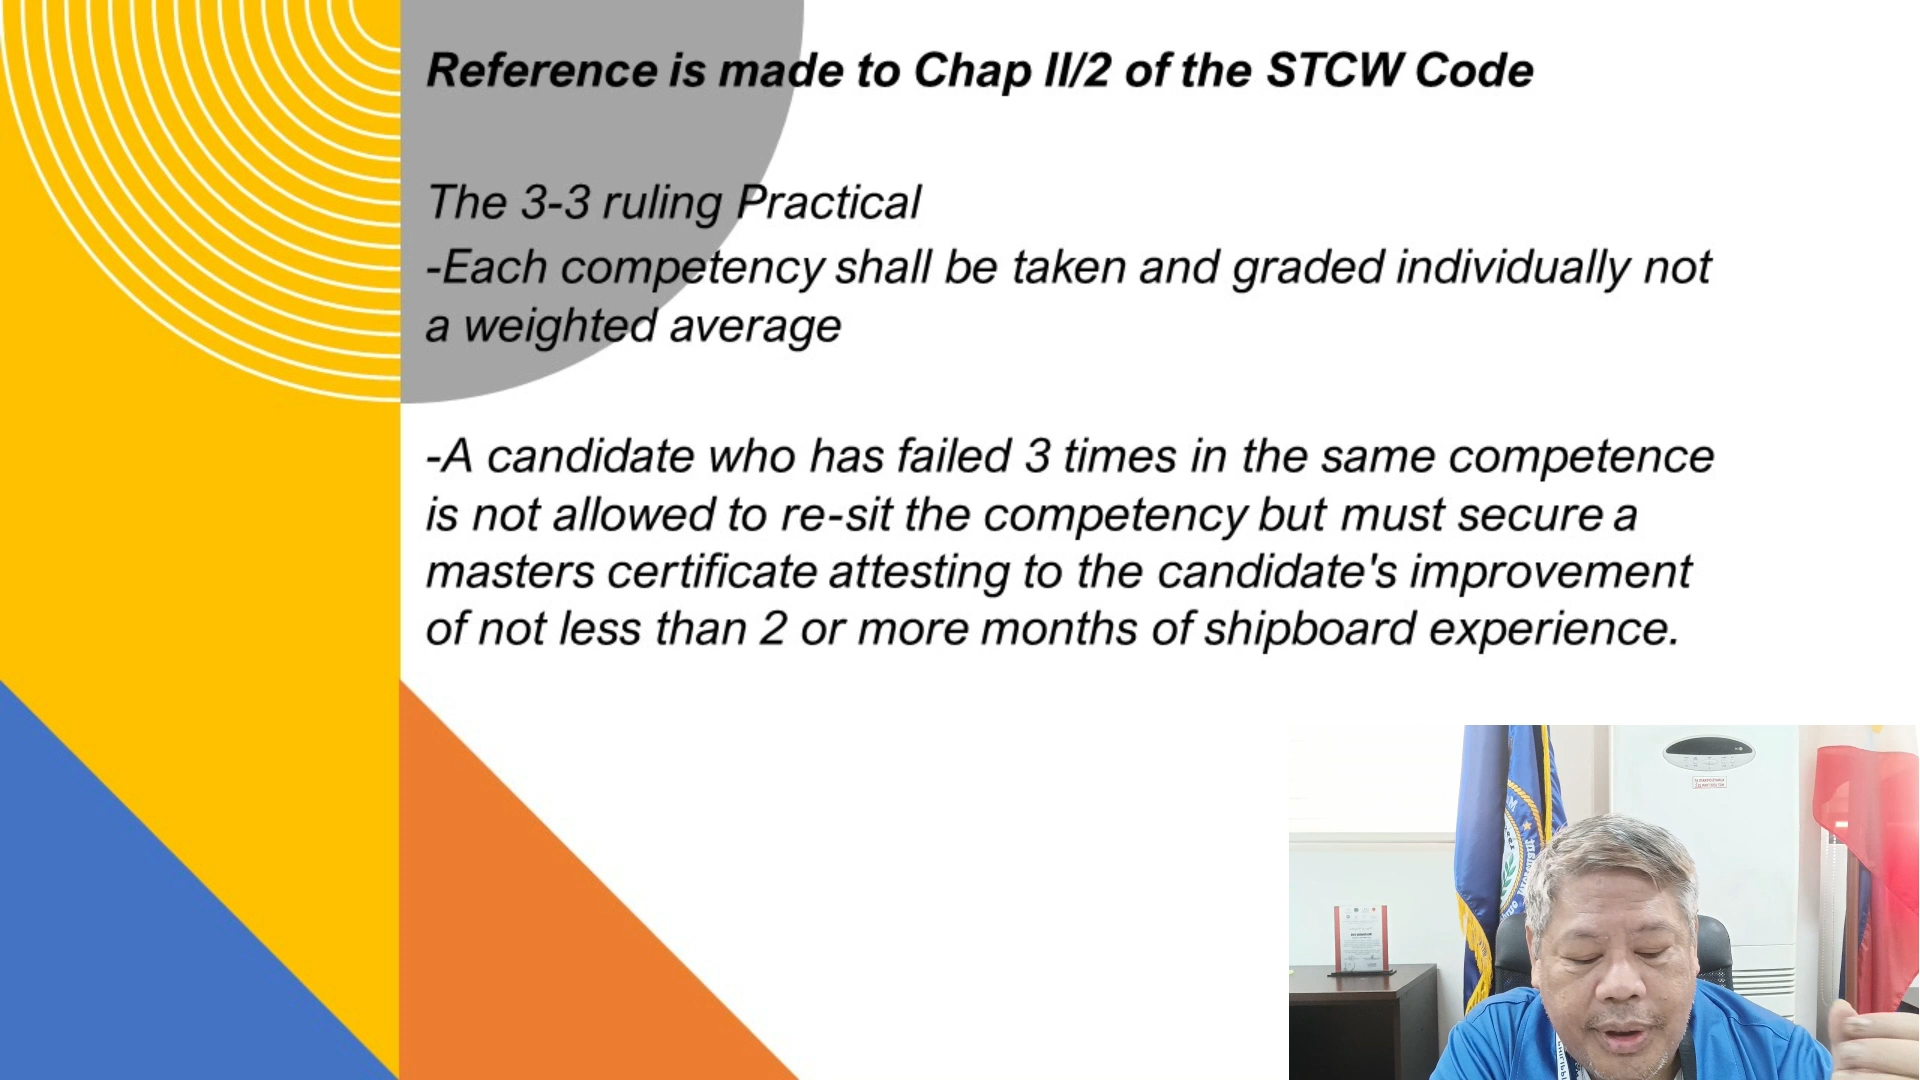 Reference is made to Chap II/2 of the STCW Code
The 3-3 ruling Practical
-Each competency shall be taken and graded individually not
a weighted average
-A candidate who has failed 3 times in the same competence
is not allowed to re-sit the competency but must secure a
masters certificate attesting to the candidate's improvement
of not less than 2 or more months of shipboard experience.